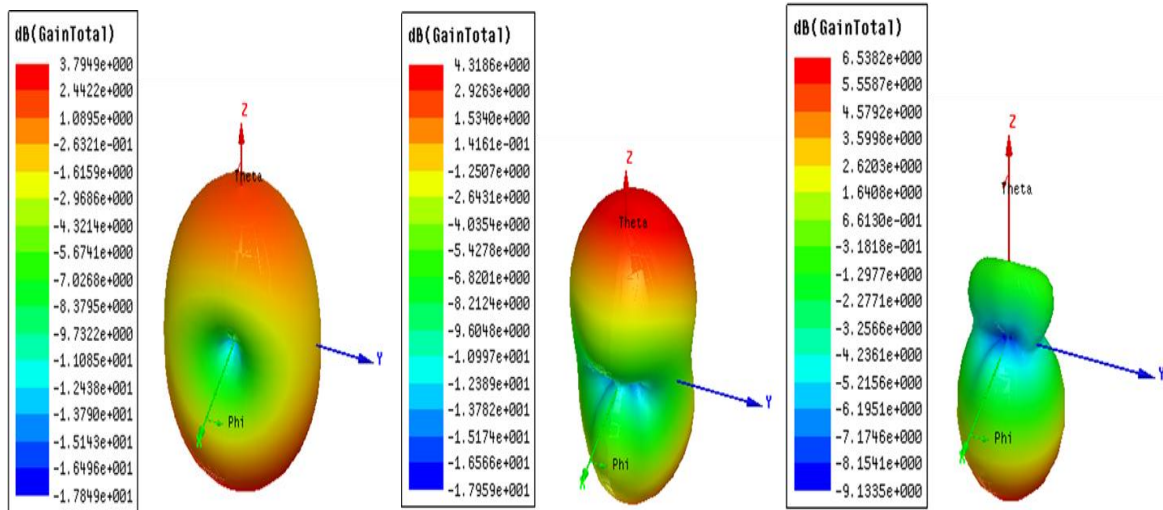 dB(GainTotal)
3.7949e+000
2.4422e+000
1.0895e+000
-2.6321e-001
-1.6159e+000
-2.9686e+000
-4.3214e+000
-5.6741e+000
-7.0268e+000
-8.3795e+000
-9.7322e+000
-1.1085e+001
-1.2438e+001
-1.3790e+001
-1.5143e+001
-1.6496e+001
-1.7849e+001
Z
Theta
Y
Phi
dB(GainTotal)
4.3186e+000
2.9263e+000
1.5340e+000
1.4161e-001
-1.2507e+000
-2.6431e+000
-4.0354e+000
-5.4278e+000
-6.8201e+000
-8.2124e+000
-9.6048e+000
-1.0997e+001
-1.2389e+001
-1.3782e+001
-1.5174e+001
-1.6566e+001
-1.7959e+001
Z
Theta
Y
Phi
dB(GainTotal)
6.5382e+000
5.5587e+000
4.5792e+000
3.5998e+000
2.6203e+000
1.6408e+000
6.6130e-001
-3.1818e-001
-1.2977e+000
-2.2771e+000
-3.2566e+000
-4.2361e+000
-5.2156e+000
-6.1951e+000
-7.1746e+000
-8.1541e+000
-9.1335e+000
Z
Theta
Y
Phi